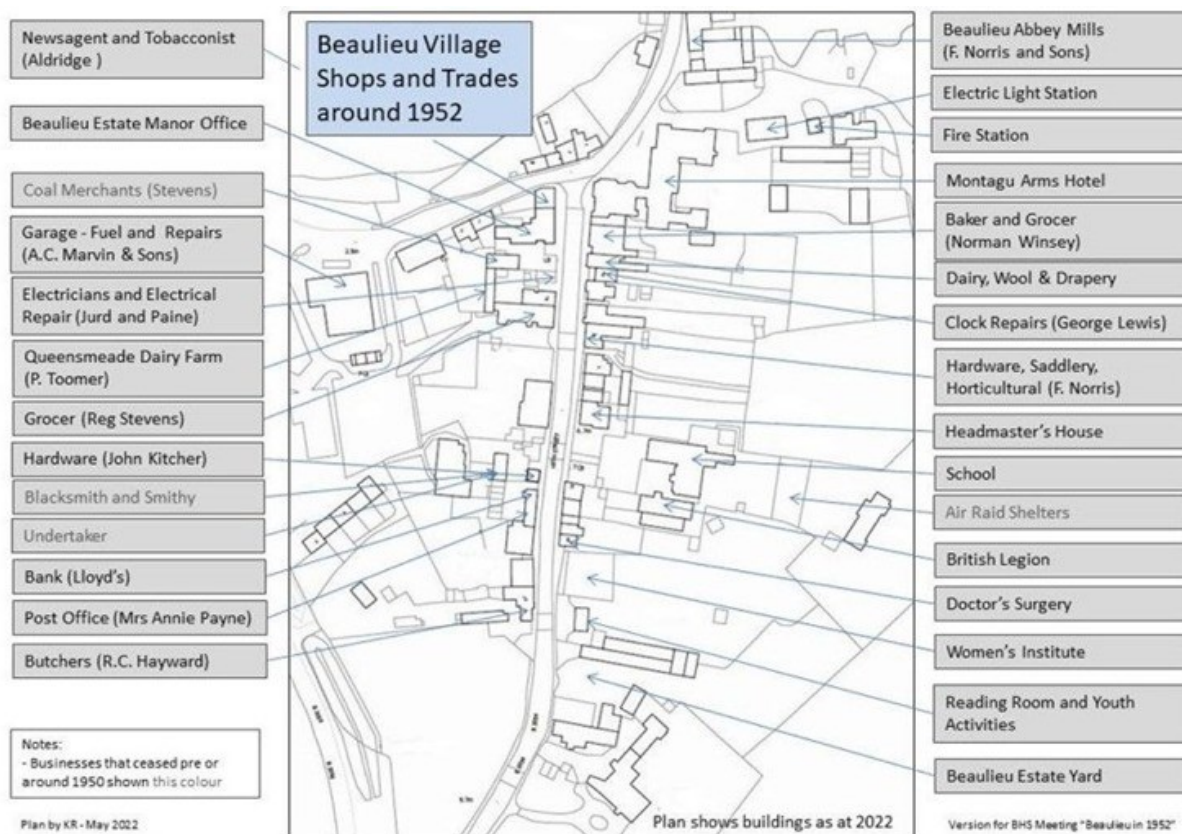 Newsagent and Tobacconist
(Aldridge )
Beaulieu Estate Manor Office
Coal Merchants (Stevens)
Garage - Fuel and Repairs
(A.C. Marvin & Sons)
Electricians and Electrical
Repair (Jurd and Paine)
Queensmeade Dairy Farm
(P. Toomer)
Grocer (Reg Stevens)
Hardware (John Kitcher)
Blacksmith and Smithy
Undertaker
Bank (Lloyd's)
Post Office (Mrs Annie Payne)
Butchers (R.C. Hayward)
Notes:
- Businesses that ceased pre or
around 1950 shown this colour
Plan by KR - May 2022
Beaulieu Village
Shops and Trades
around 1952
Plan shows buildings as at 2022
Beaulieu Abbey Mills
(F. Norris and Sons)
Electric Light Station
Fire Station
Montagu Arms Hotel
Baker and Grocer
(Norman Winsey)
Dairy, Wool & Drapery
Clock Repairs (George Lewis)
Hardware, Saddlery,
Horticultural (F. Norris)
Headmaster's House
School
Air Raid Shelters
British Legion
Doctor's Surgery
Women's Institute
Reading Room and Youth
Activities
Beaulieu Estate Yard
Version for BHS Meeting "Beaulieu in 1952"